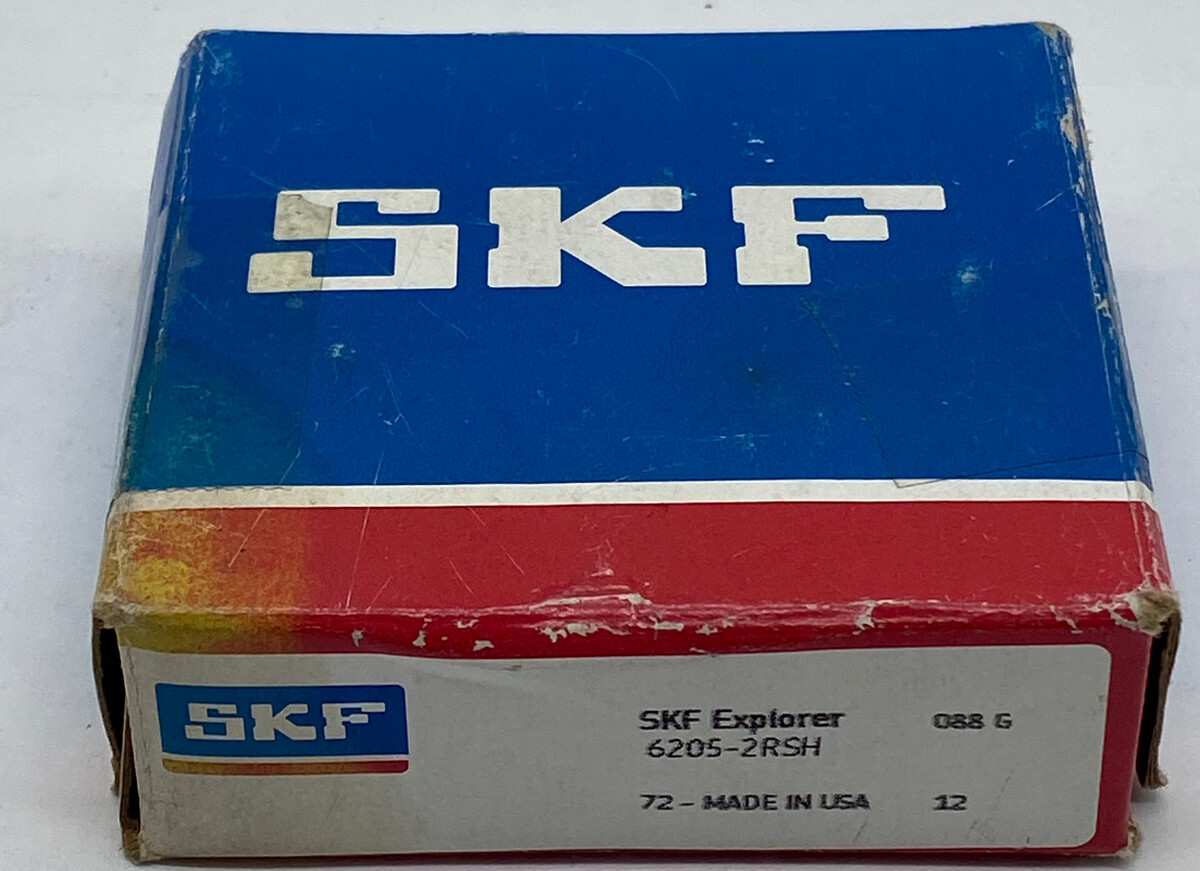 SKF
SKF
SKF Explorer 088 G
6205-2RSH
72 - MADE IN USA 12